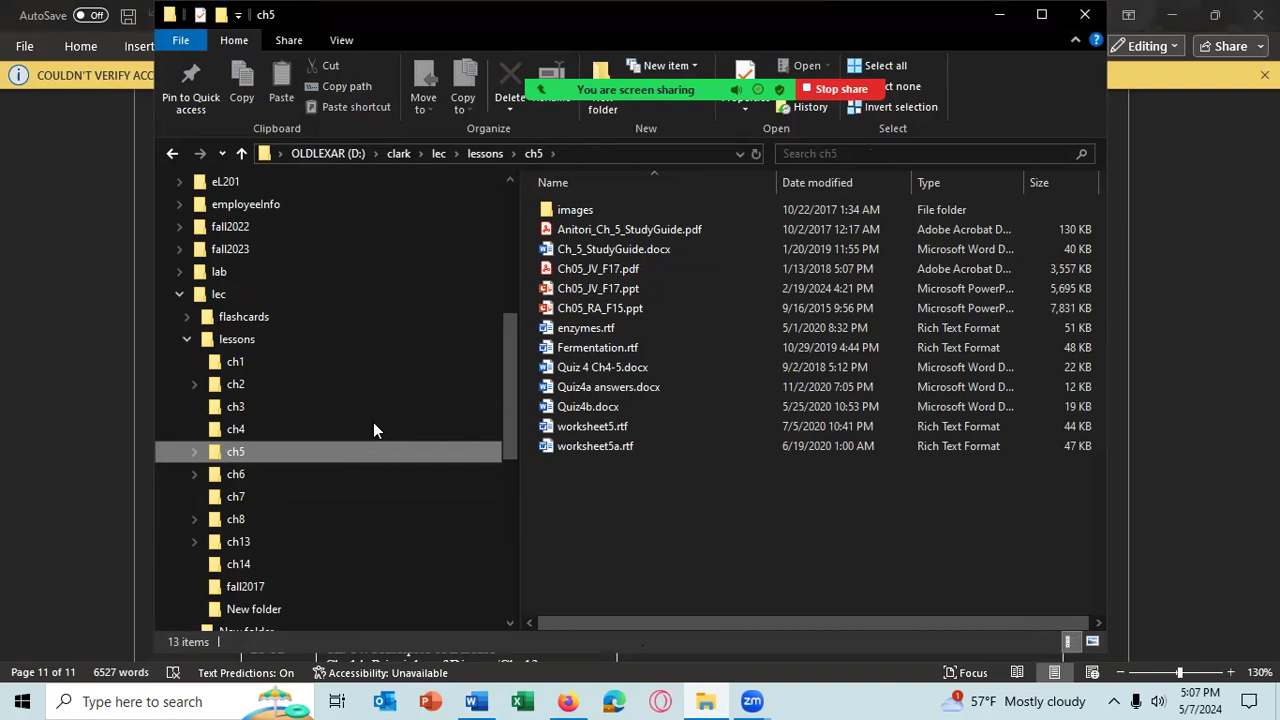 AutoSave Off
ch5
File Home Insert
File Home Share View
Editing Share
COULDN'T VERIFY ACC
Pin to Quick access
Copy
Paste
Cut
Copy path
Paste shortcut
Clipboard
Move to
Copy to
Delete
Organize
New item
New folder
New
You are screen sharing
Stop share
Open
History
Open
Select all
Invert selection
Select
OLDLEXAR (D:) clark lec lessons ch5
Search ch5
Name Date modified Type Size
eL201
employeeInfo
fall2022
fall2023
lab
lec
flashcards
lessons
ch1
ch2
ch3
ch4
ch5
ch6
ch7
ch8
ch13
ch14
fall2017
New folder
images 10/22/2017 1:34 AM File folder
Anitori_Ch_5_StudyGuide.pdf 10/2/2017 12:17 AM Adobe Acrobat D... 130 KB
Ch_5_StudyGuide.docx 1/20/2019 11:55 PM Microsoft Word D... 40 KB
Ch05_JV_F17.pdf 1/13/2018 5:07 PM Adobe Acrobat D... 3,557 KB
Ch05_JV_F17.ppt 2/19/2024 4:21 PM Microsoft PowerP... 5,695 KB
Ch05_RA_F15.ppt 9/16/2015 9:56 PM Microsoft PowerP... 7,831 KB
enzymes.rtf 5/1/2020 8:32 PM Rich Text Format 51 KB
Fermentation.rtf 10/29/2019 4:44 PM Rich Text Format 48 KB
Quiz 4 Ch4-5.docx 9/2/2018 5:12 PM Microsoft Word D... 22 KB
Quiz4a answers.docx 11/2/2020 7:05 PM Microsoft Word D... 12 KB
Quiz4b.docx 5/25/2020 10:53 PM Microsoft Word D... 19 KB
worksheet5.rtf 7/5/2020 10:41 PM Rich Text Format 44 KB
worksheet5a.rtf 6/19/2020 1:00 AM Rich Text Format 47 KB
13 items
Page 11 of 11 6527 words Text Predictions: On Accessibility: Unavailable Focus 130%
Type here to search
57°F Mostly cloudy
5:07 PM
5/7/2024